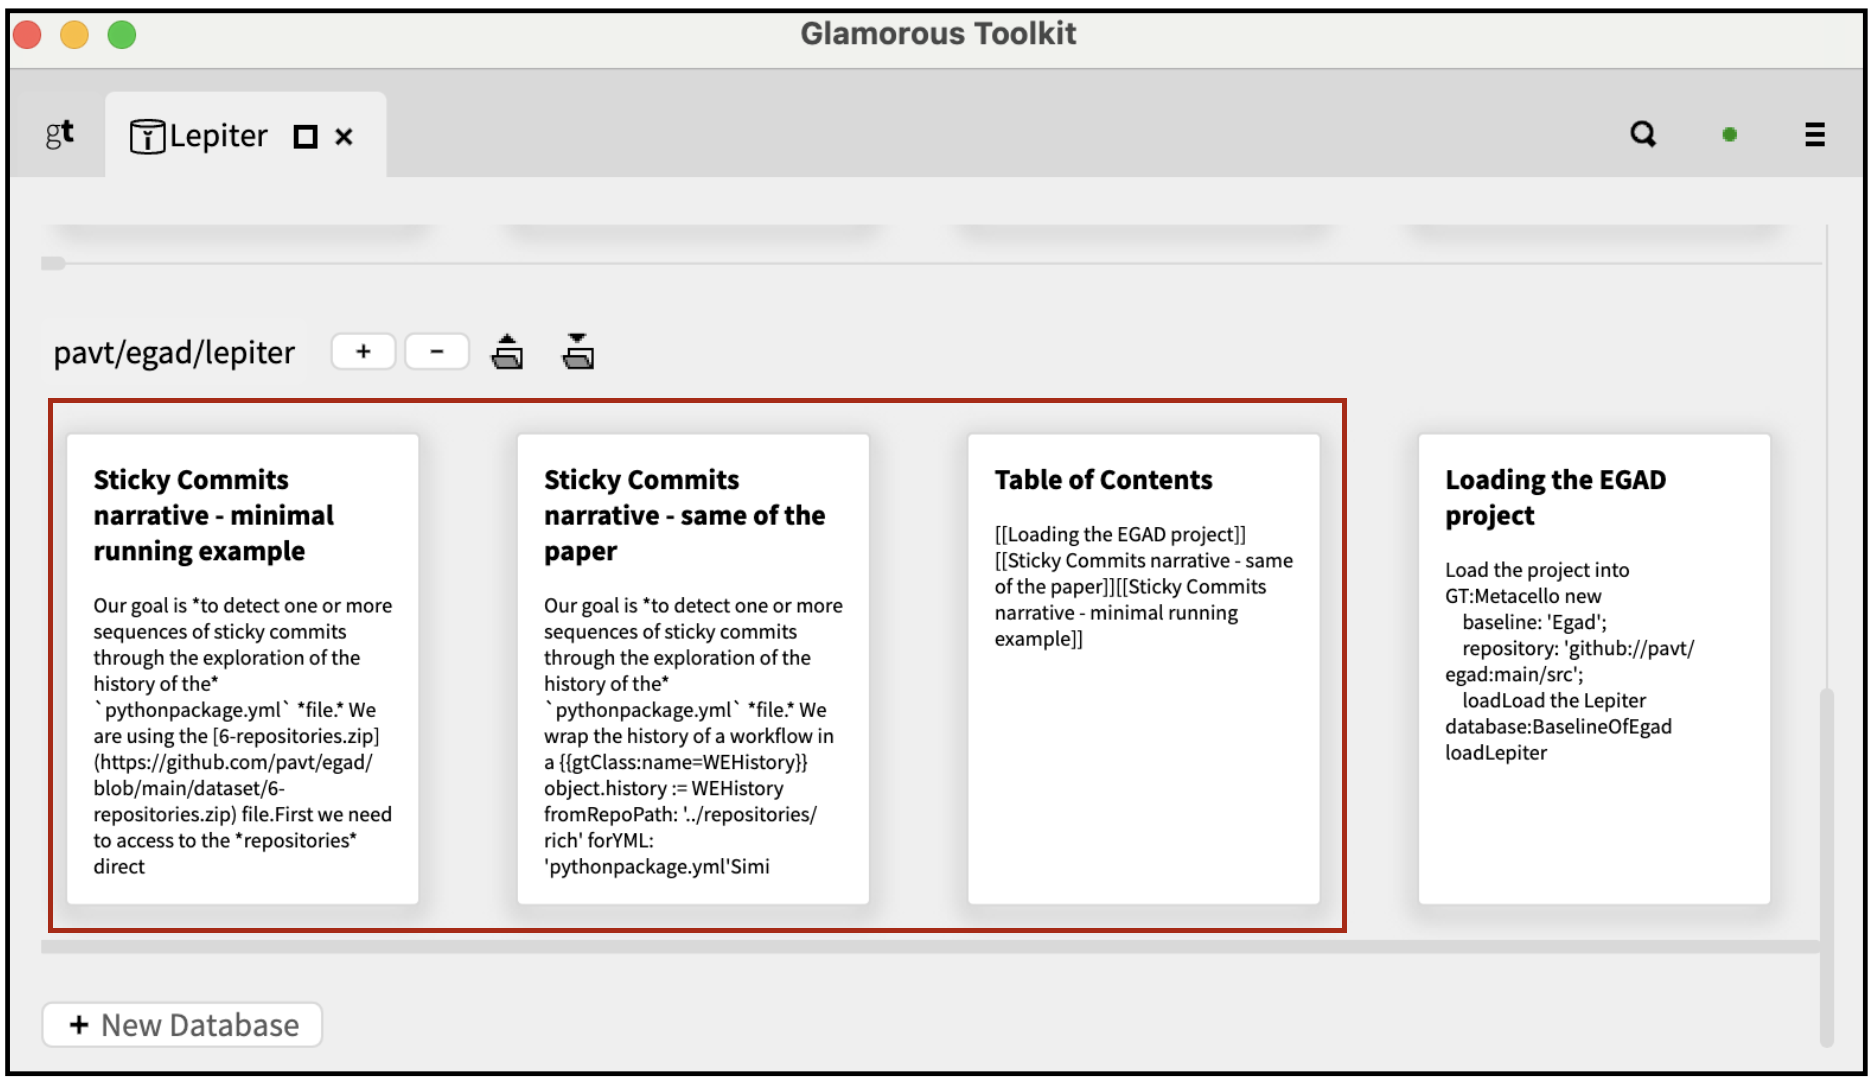 Glamorous Toolkit
gt
Lepiter
pavt/egad/lepiter
+
-
Sticky Commits
narrative - minimal
running example
Our goal is *to detect one or more
sequences of sticky commits
through the exploration of the
history of the*
`pythonpackage.yml` *file.* We
are using the [6-repositories.zip]
(https://github.com/pavt/egad/
blob/main/dataset/6-
repositories.zip) file.First we need
to access to the *repositories*
direct
Sticky Commits
narrative - same of the
paper
Our goal is *to detect one or more
sequences of sticky commits
through the exploration of the
history of the*
`pythonpackage.yml` *file.* We
wrap the history of a workflow in
a {{gtClass:name=WEHistory}}
object.history := WEHistory
fromRepoPath: '../repositories/
rich' forYML:
'pythonpackage.yml'Simi
Table of Contents
[[Loading the EGAD project]]
[[Sticky Commits narrative - same
of the paper]][[Sticky Commits
narrative - minimal running
example]]
Loading the EGAD
project
Load the project into
GT:Metacello new
baseline: 'Egad';
repository: 'github://pavt/
egad:main/src';
loadLoad the Lepiter
database:BaselineOfEgad
loadLepiter
+ New Database